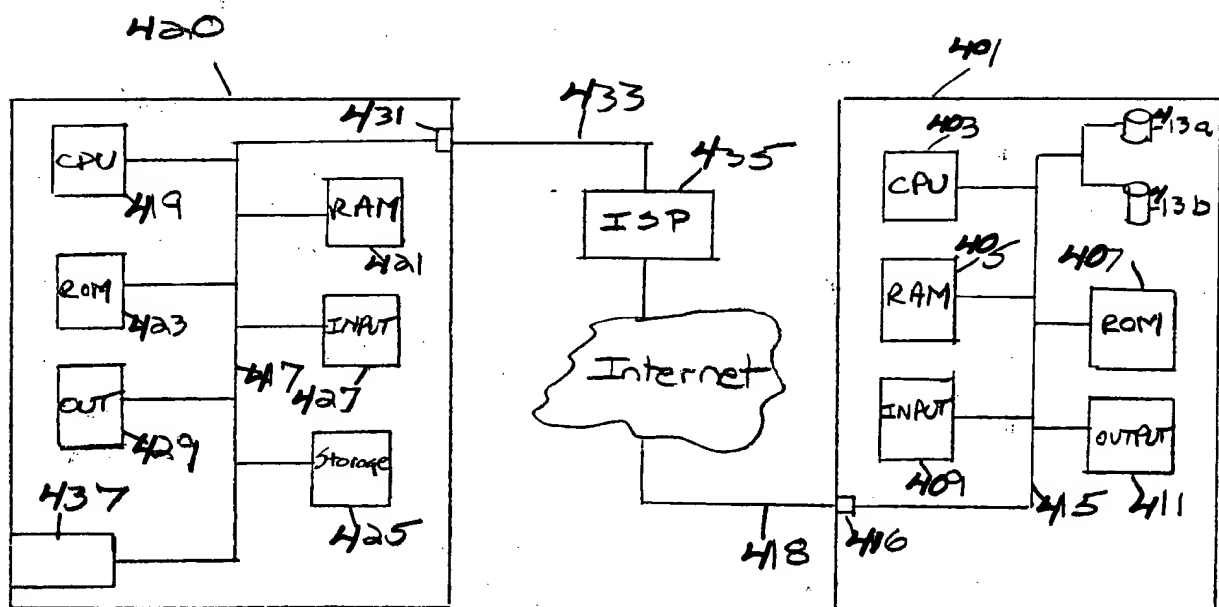 420
401
431
433
403
413a
CPU
419
RAM
421
435
ISP
CPU
413b
405
RAM
407
ROM
ROM
423
INPUT
427
417
Internet
OUT
429
Storage
425
INPUT
409
OUTPUT
411
415
437
418
416